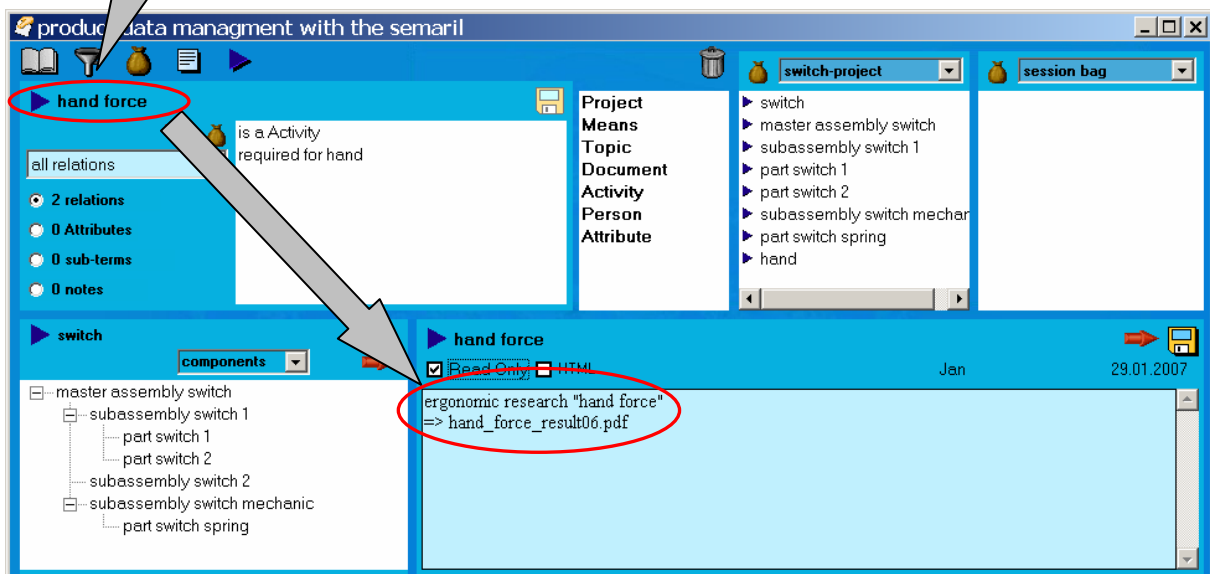 product data managment with the semaril
hand force
is a Activity
required for hand
all relations
2 relations
0 Attributes
0 sub-terms
0 notes
Project
Means
Topic
Document
Activity
Person
Attribute
switch-project
switch
master assembly switch
subassembly switch 1
part switch 1
part switch 2
subassembly switch mechar
part switch spring
hand
session bag
switch
components
master assembly switch
subassembly switch 1
part switch 1
part switch 2
subassembly switch 2
subassembly switch mechanic
part switch spring
hand force
Read Only HTML Jan 29.01.2007
ergonomic research "hand force"
=> hand_force_result06.pdf